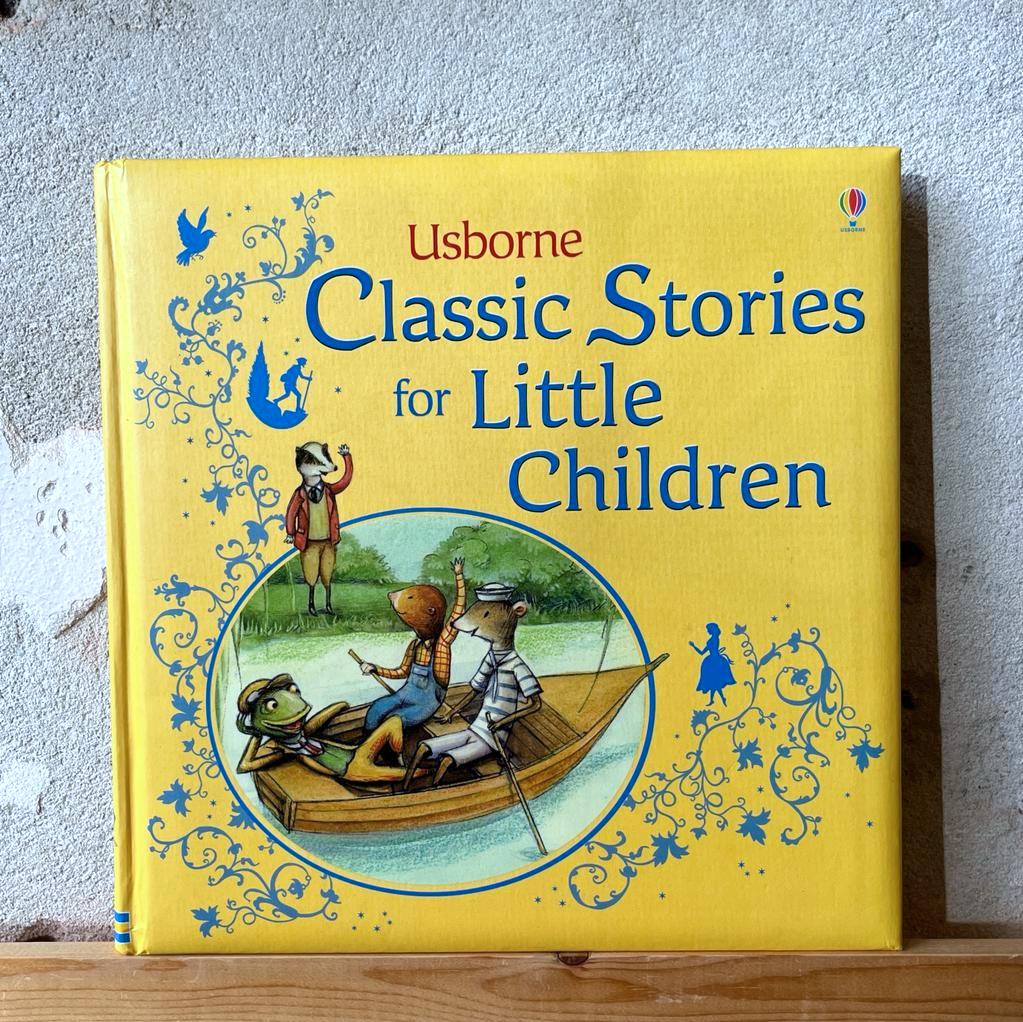 Usborne
Classic Stories
for Little
Children
USBORNE